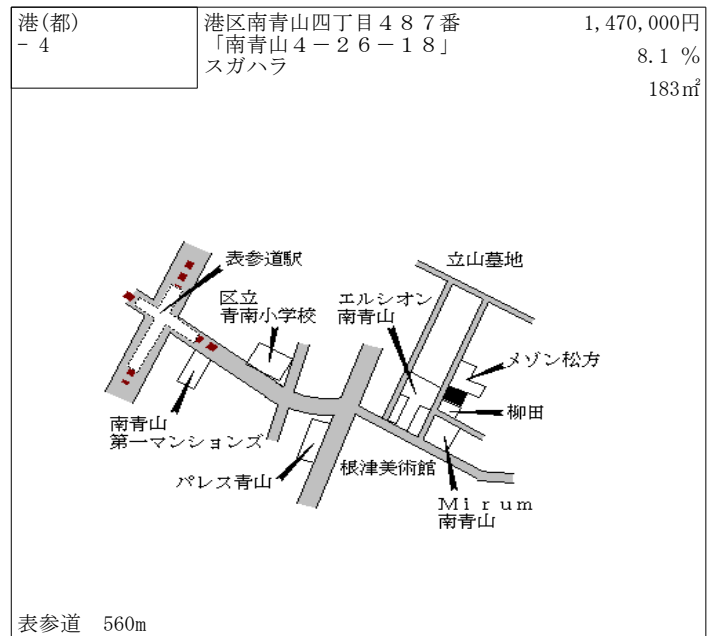 港(都)
- 4
港区南青山四丁目４８７番
「南青山４－２６－１８」
スガハラ
1,470,000円
8.1 %
183㎡
表参道駅
立山墓地
区立
青南小学校
エルシオン
南青山
メゾン松方
柳田
南青山
第一マンションズ
パレス青山
根津美術館
Ｍｉｒｕｍ
南青山
表参道　560m